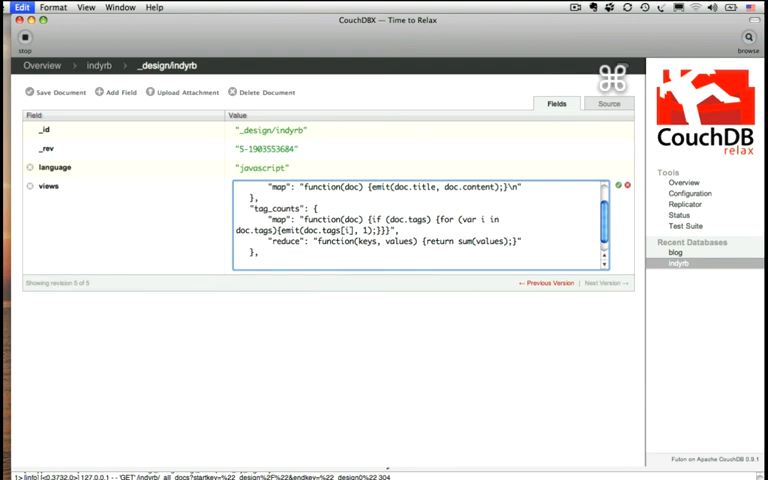 Edit Format View Window Help
CouchDBX — Time to Relax
stop
browse
Overview indyrb _design/indyrb
Save Document Add Field Upload Attachment Delete Document
Fields Source
Field Value
_id "_design/indyrb"
_rev "5-1903553684"
language "javascript"
views
"map": "function(doc) {emit(doc.title, doc.content);}\n"
},
"tag_counts": {
"map": "function(doc) {if (doc.tags) {for (var i in
doc.tags){emit(doc.tags[i], 1);}}}",
"reduce": "function(keys, values) {return sum(values);}"
},
Showing revision 5 of 5
← Previous Version | Next Version →
CouchDB
relax
Tools
Overview
Configuration
Replicator
Status
Test Suite
Recent Databases
blog
indyrb
Futon on Apache CouchDB 0.9.1
1> [info] [<0.3732.0>] 127.0.0.1 - - 'GET' /indyrb/_all_docs?startkey=%22_design%2F%22&endkey=%22_design0%22 304